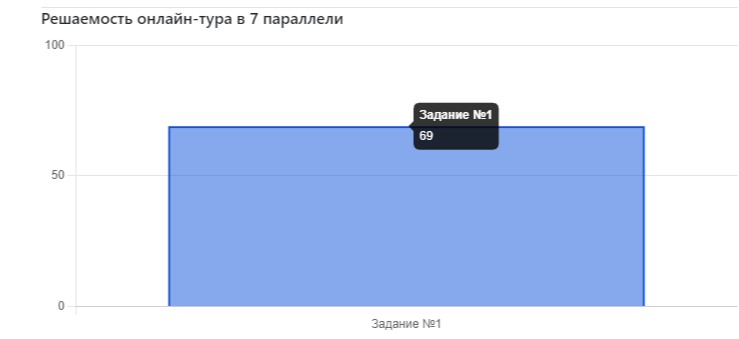 Решаемость онлайн-тура в 7 параллели
100
Задание №1
69
50
0
Задание №1